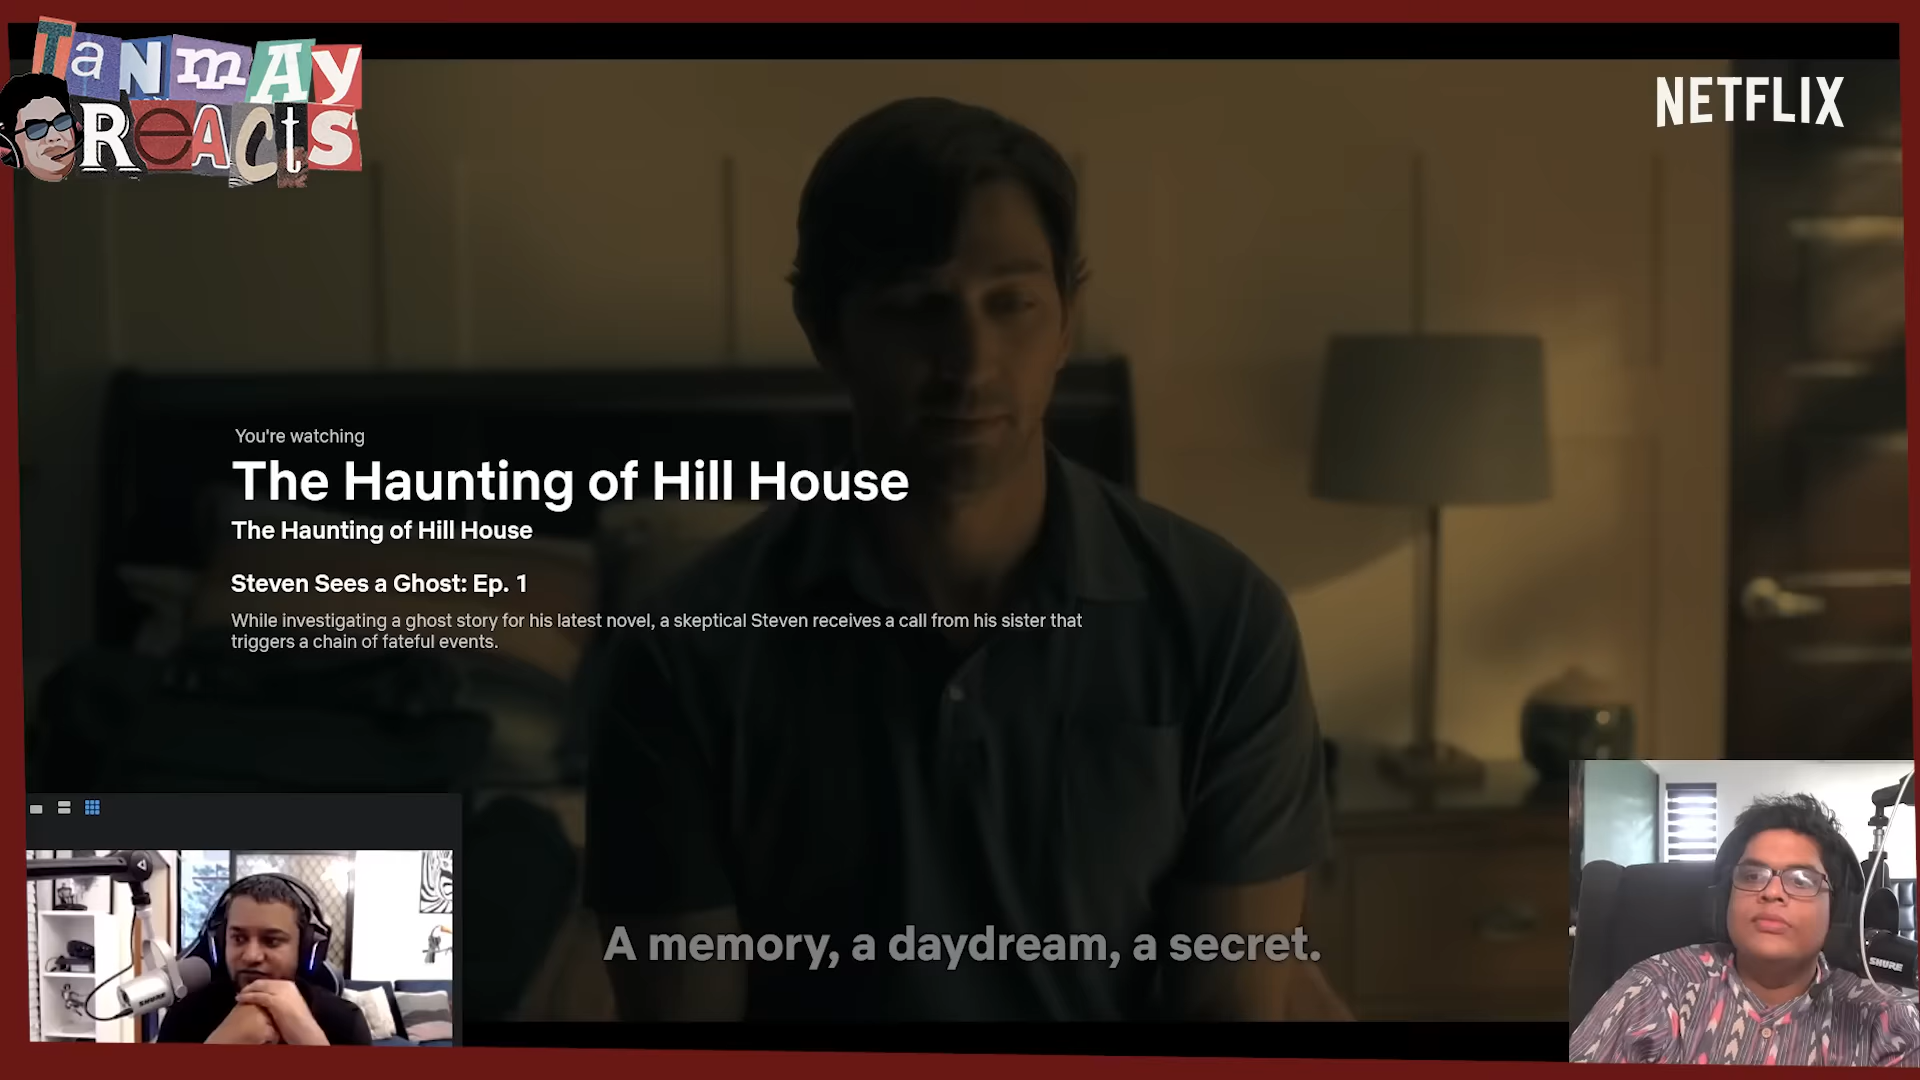 TaNmAy
ReActS
NETFLIX
You're watching
The Haunting of Hill House
The Haunting of Hill House
Steven Sees a Ghost: Ep. 1
While investigating a ghost story for his latest novel, a skeptical Steven receives a call from his sister that
triggers a chain of fateful events.
A memory, a daydream, a secret.
SHURE
SHURE